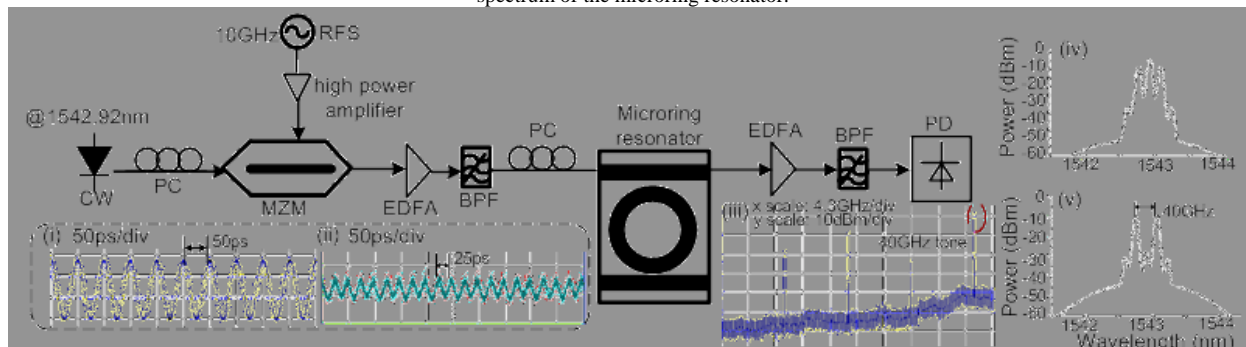 spectrum of the microring resonator.
10GHz RFS
high power
amplifier
@1542.92nm
CW
PC
MZM
EDFA
BPF
PC
Microring
resonator
EDFA
BPF
PD
(i) 50ps/div
50ps
(ii) 50ps/div
25ps
(iii) x scale: 4.3GHz/div
y scale: 10dBm/div
40GHz tone
(iv)
Power (dBm)
0
-10
-20
-30
-40
-50
-60
1542 1543 1544
(v)
40GHz
Power (dBm)
0
-10
-20
-30
-40
-50
-60
1542 1543 1544
Wavelength (nm)